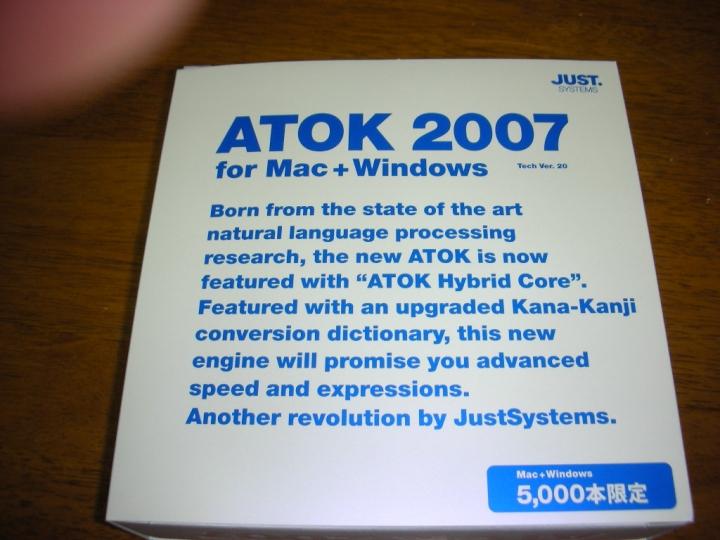 JUST.
SYSTEMS
ATOK 2007
for Mac+Windows
Tech Ver. 20
Born from the state of the art
natural language processing
research, the new ATOK is now
featured with “ATOK Hybrid Core”.
Featured with an upgraded Kana-Kanji
conversion dictionary, this new
engine will promise you advanced
speed and expressions.
Another revolution by JustSystems.
Mac+Windows
5,000本限定